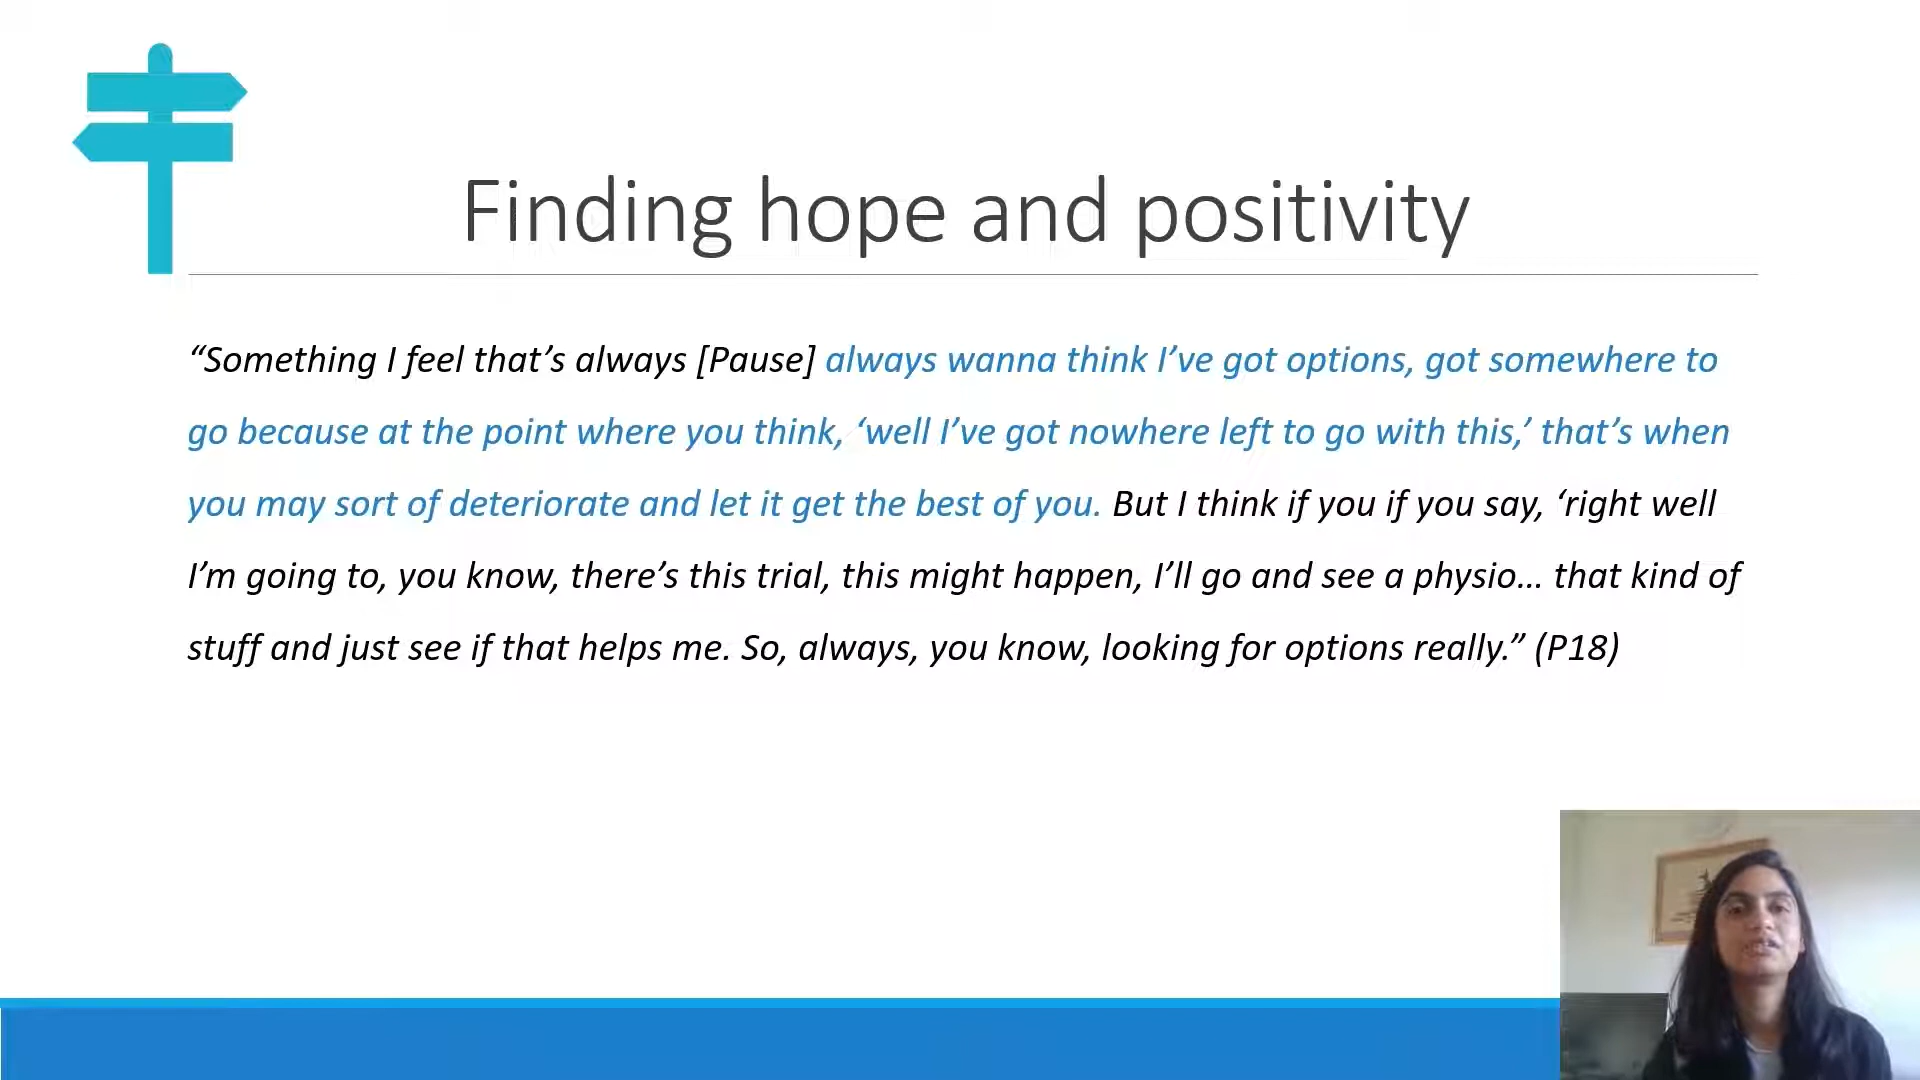 Finding hope and positivity
“Something I feel that’s always [Pause] always wanna think I’ve got options, got somewhere to
go because at the point where you think, ‘well I’ve got nowhere left to go with this,’ that’s when
you may sort of deteriorate and let it get the best of you. But I think if you if you say, ‘right well
I’m going to, you know, there’s this trial, this might happen, I’ll go and see a physio… that kind of
stuff and just see if that helps me. So, always, you know, looking for options really.” (P18)